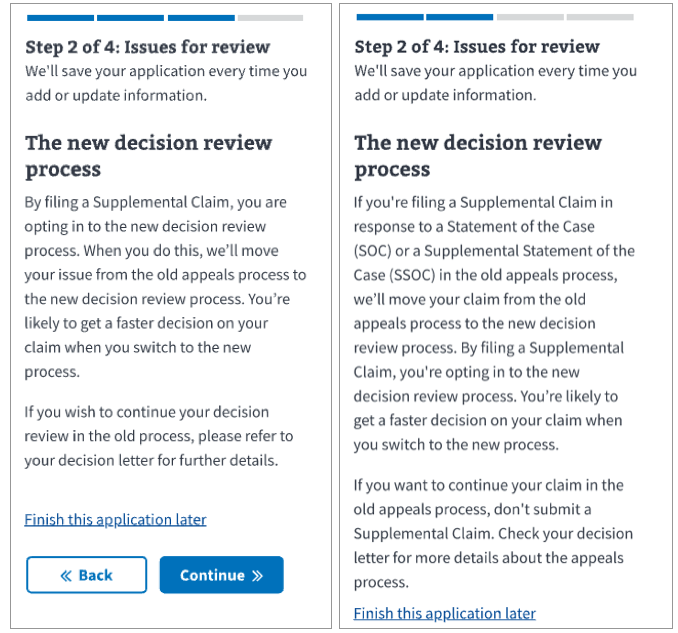 Step 2 of 4: Issues for review
We'll save your application every time you
add or update information.
The new decision review
process
By filing a Supplemental Claim, you are
opting in to the new decision review
process. When you do this, we’ll move
your issue from the old appeals process to
the new decision review process. You’re
likely to get a faster decision on your
claim when you switch to the new
process.
If you wish to continue your decision
review in the old process, please refer to
your decision letter for further details.
Finish this application later
« Back
Continue »
Step 2 of 4: Issues for review
We'll save your application every time you
add or update information.
The new decision review
process
If you're filing a Supplemental Claim in
response to a Statement of the Case
(SOC) or a Supplemental Statement of the
Case (SSOC) in the old appeals process,
we’ll move your claim from the old
appeals process to the new decision
review process. By filing a Supplemental
Claim, you're opting in to the new
decision review process. You’re likely to
get a faster decision on your claim when
you switch to the new process.
If you want to continue your claim in the
old appeals process, don't submit a
Supplemental Claim. Check your decision
letter for more details about the appeals
process.
Finish this application later